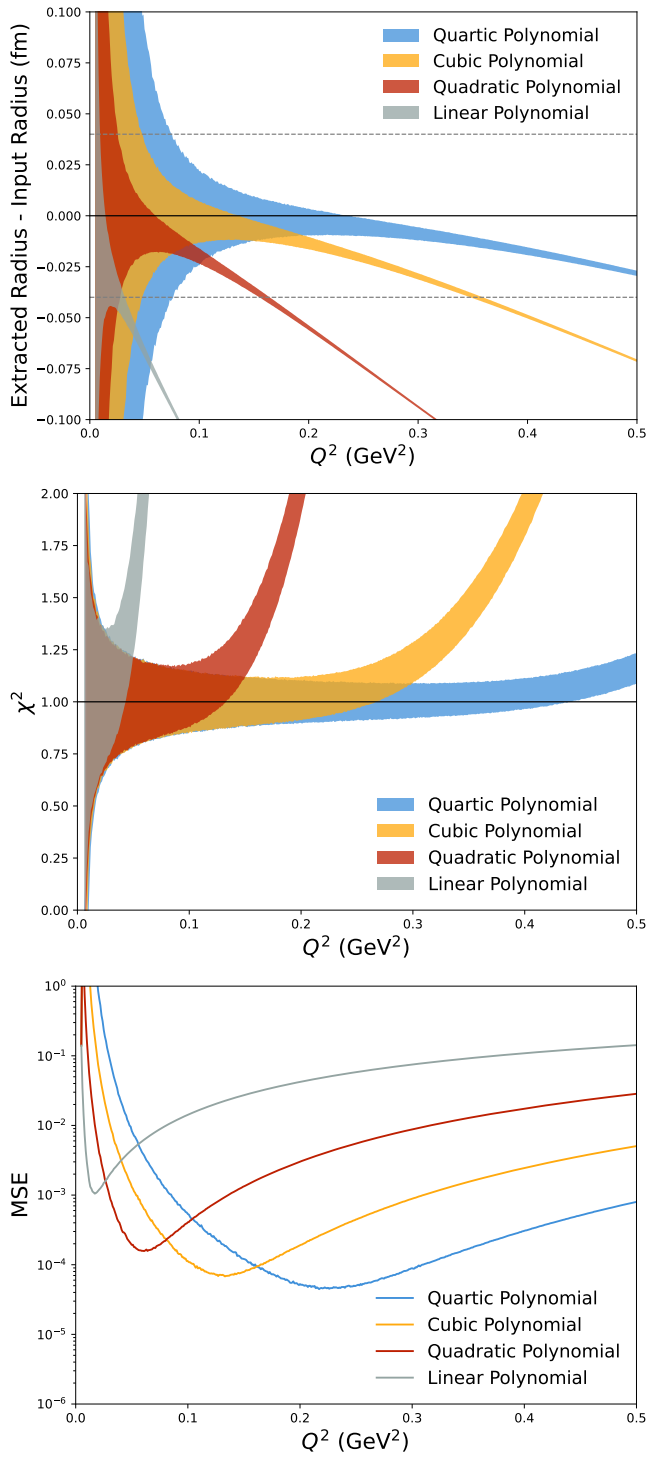 Extracted Radius - Input Radius (fm)
0.100
0.075
0.050
0.025
0.000
−0.025
−0.050
−0.075
−0.100
Quartic Polynomial
Cubic Polynomial
Quadratic Polynomial
Linear Polynomial
0.0 0.1 0.2 0.3 0.4 0.5
Q² (GeV²)
χ²
2.00
1.75
1.50
1.25
1.00
0.75
0.50
0.25
0.00
Quartic Polynomial
Cubic Polynomial
Quadratic Polynomial
Linear Polynomial
0.0 0.1 0.2 0.3 0.4 0.5
Q² (GeV²)
MSE
10⁰
10⁻¹
10⁻²
10⁻³
10⁻⁴
10⁻⁵
10⁻⁶
Quartic Polynomial
Cubic Polynomial
Quadratic Polynomial
Linear Polynomial
0.0 0.1 0.2 0.3 0.4 0.5
Q² (GeV²)